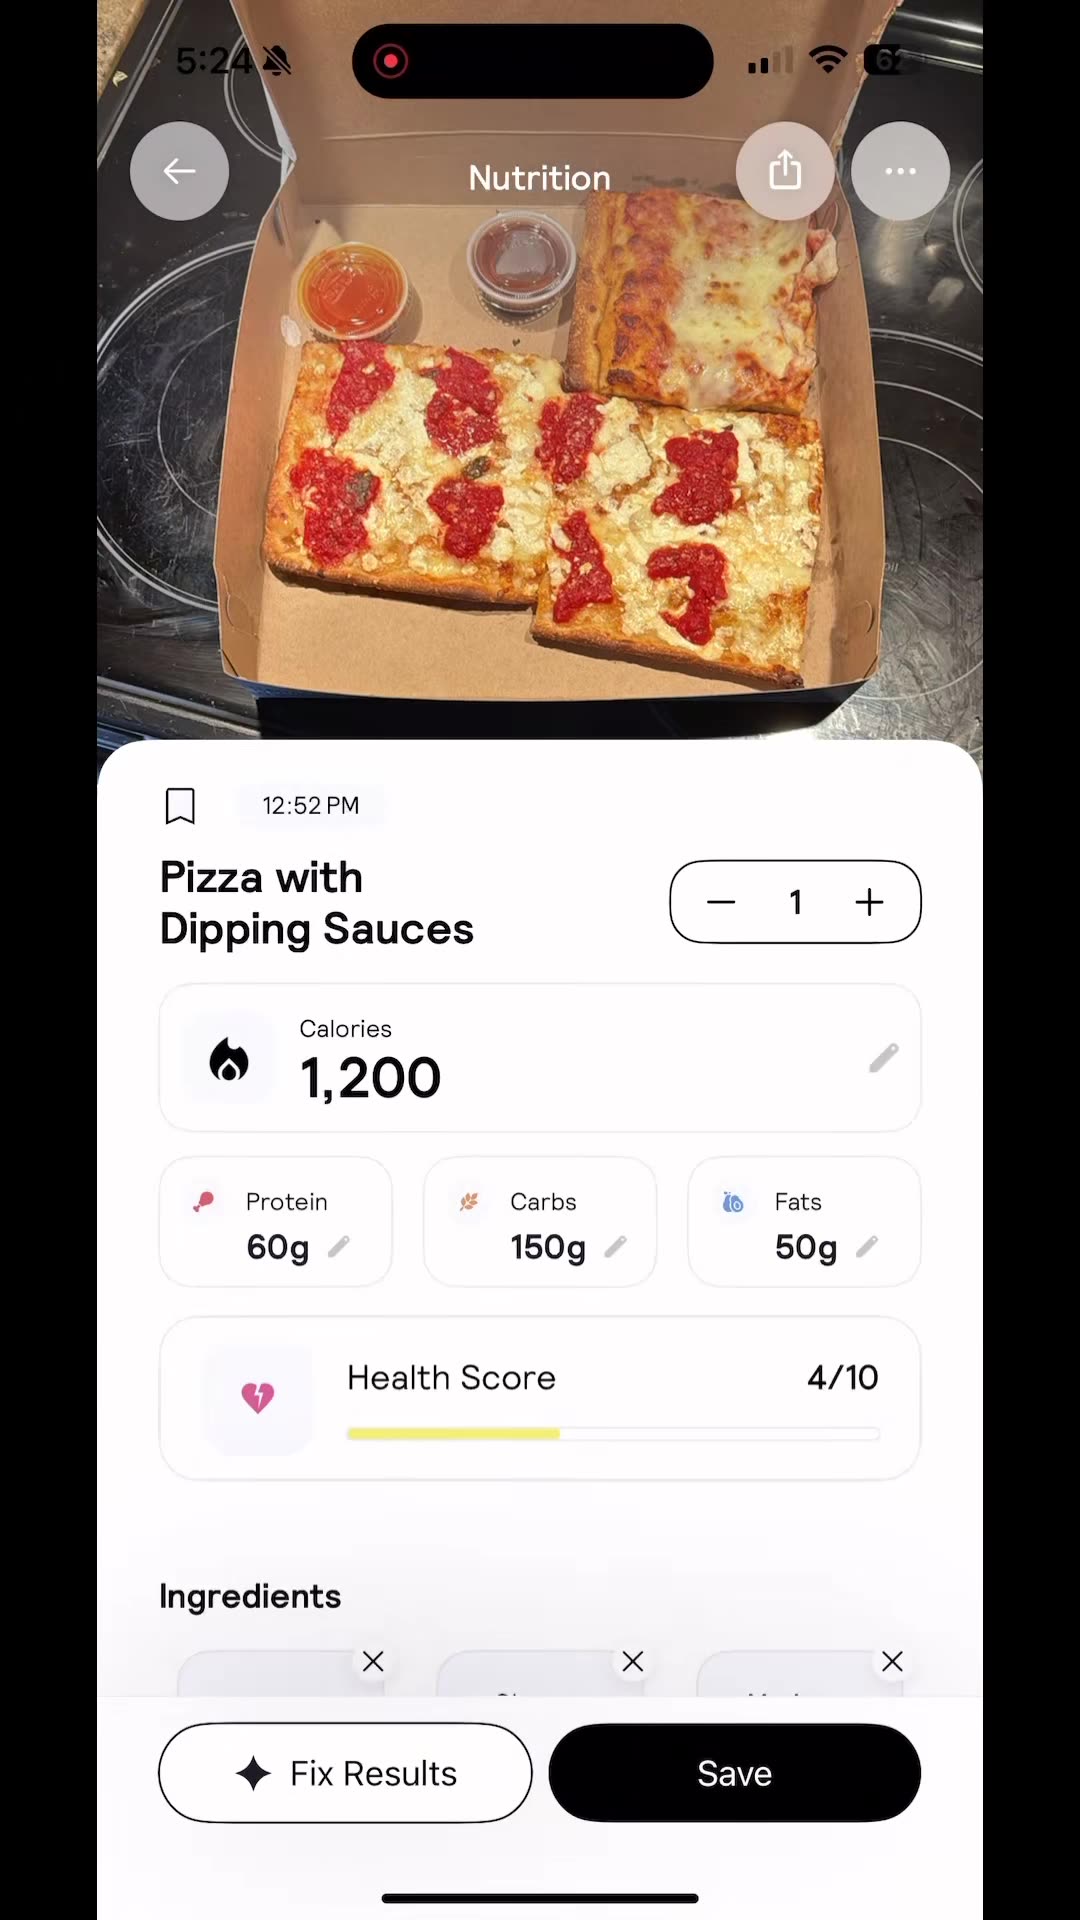 5:24
Nutrition
12:52 PM
Pizza with
Dipping Sauces
1
Calories
1,200
Protein
60g
Carbs
150g
Fats
50g
Health Score
4/10
Ingredients
Fix Results
Save